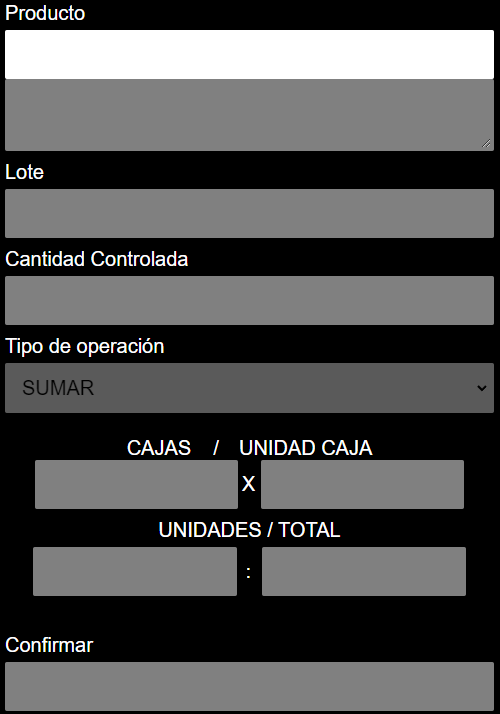 Producto
Lote
Cantidad Controlada
Tipo de operación
SUMAR
CAJAS / UNIDAD CAJA
X
UNIDADES / TOTAL
:
Confirmar